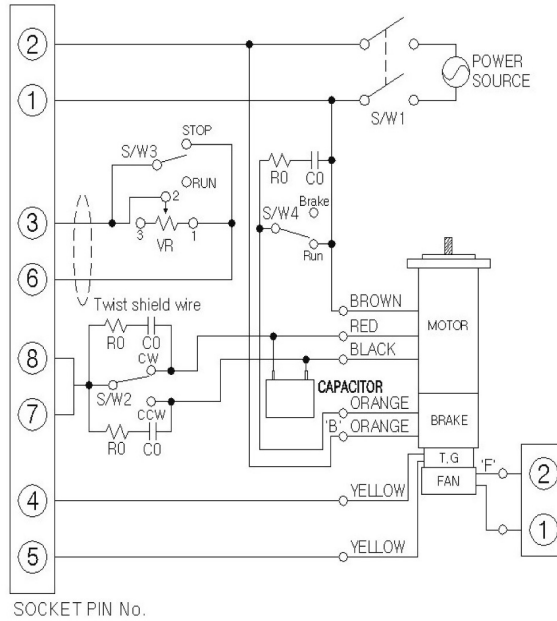 2
1
POWER
SOURCE
S/W1
STOP
S/W3
RUN
R0 C0
Brake
S/W4
Run
3
2
3 1
VR
6
Twist shield wire
R0 C0
CW
S/W2
CCW
R0 C0
8
7
BROWN
RED
BLACK
CAPACITOR
ORANGE
'B' ORANGE
MOTOR
BRAKE
T,G
FAN
'F'
2
1
4
YELLOW
5
YELLOW
SOCKET PIN No.